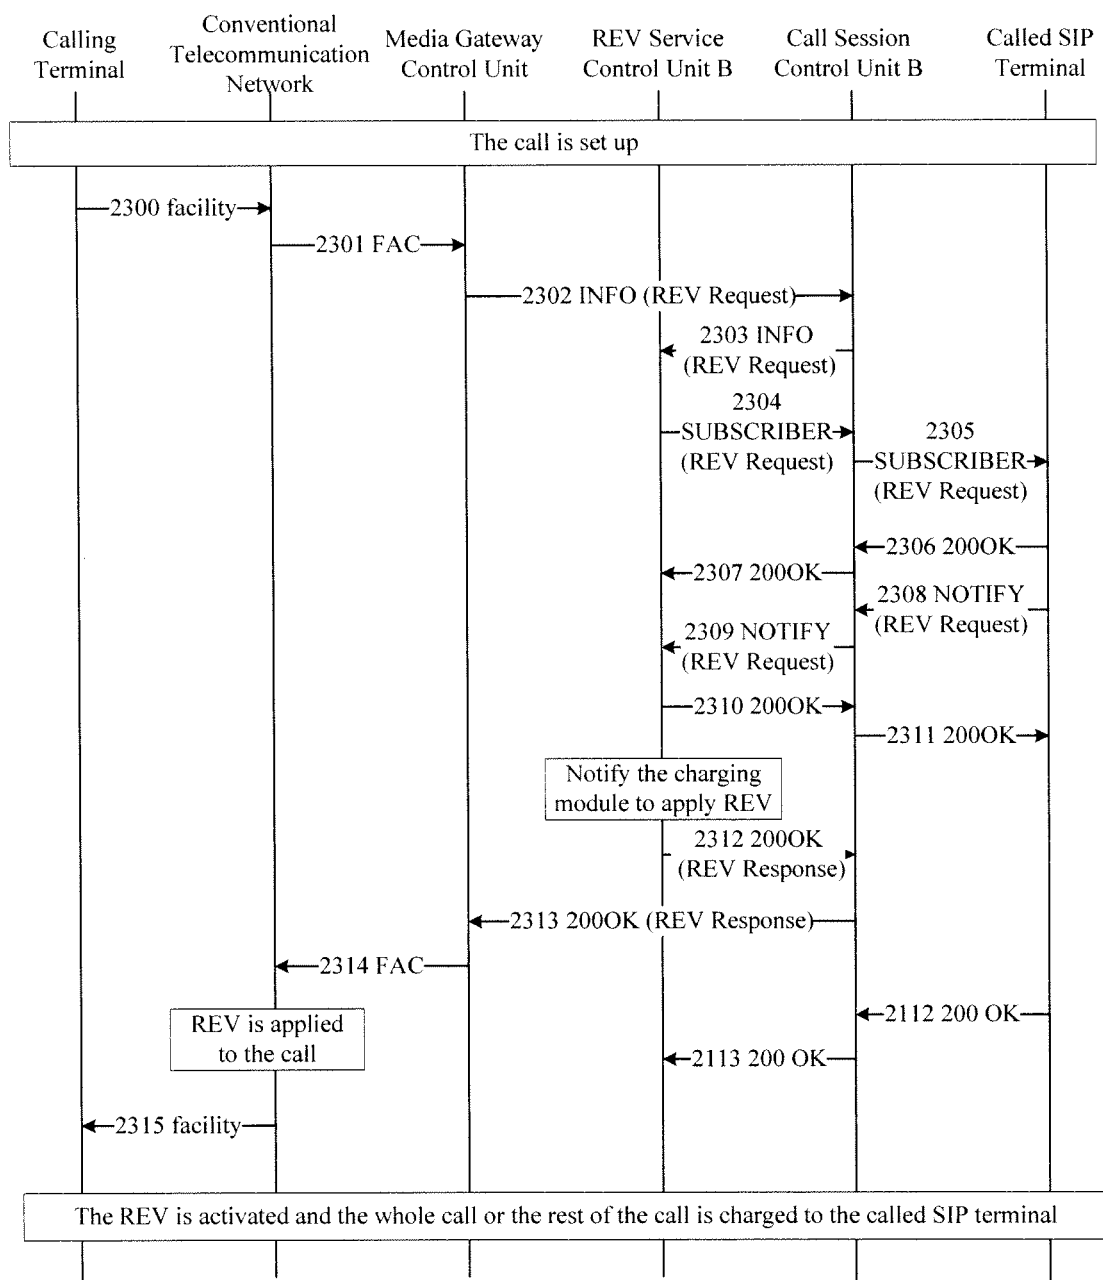 Calling
Terminal
Conventional
Telecommunication
Network
Media Gateway
Control Unit
REV Service
Control Unit B
Call Session
Control Unit B
Called SIP
Terminal
The call is set up
2300 facility
2301 FAC
2302 INFO (REV Request)
2303 INFO
(REV Request)
2304
SUBSCRIBER
(REV Request)
2305
SUBSCRIBER
(REV Request)
2306 200OK
2307 200OK
2308 NOTIFY
(REV Request)
2309 NOTIFY
(REV Request)
2310 200OK
2311 200OK
Notify the charging
module to apply REV
2312 200OK
(REV Response)
2313 200OK (REV Response)
2314 FAC
REV is applied
to the call
2112 200 OK
2113 200 OK
2315 facility
The REV is activated and the whole call or the rest of the call is charged to the called SIP terminal